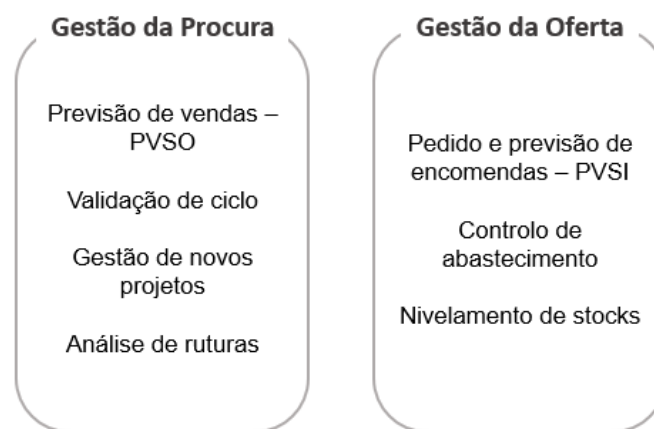 Gestão da Procura
Previsão de vendas –
PVSO
Validação de ciclo
Gestão de novos
projetos
Análise de ruturas
Gestão da Oferta
Pedido e previsão de
encomendas – PVSI
Controlo de
abastecimento
Nivelamento de stocks